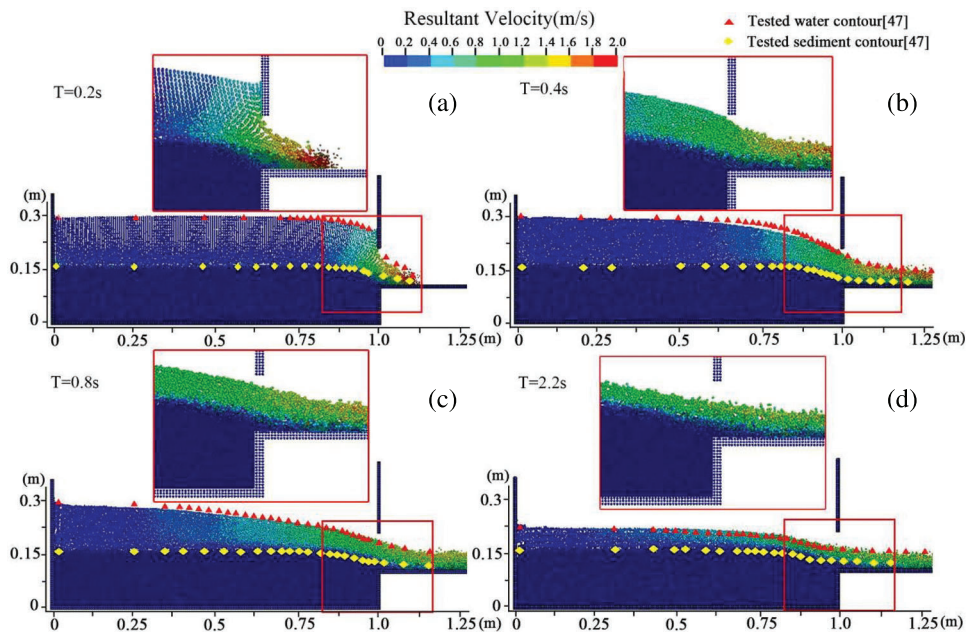 Resultant Velocity(m/s)
0 0.2 0.4 0.6 0.8 1.0 1.2 1.4 1.6 1.8 2.0
Tested water contour[47]
Tested sediment contour[47]
T=0.2s
(a)
(m)
0.3
0.15
0
0 0.25 0.5 0.75 1.0 1.25 (m)
T=0.4s
(b)
(m)
0.3
0.15
0
0 0.25 0.5 0.75 1.0 1.25 (m)
T=0.8s
(c)
(m)
0.3
0.15
0
0 0.25 0.5 0.75 1.0 1.25(m)
T=2.2s
(d)
(m)
0.3
0.15
0
0 0.25 0.5 0.75 1.0 1.25 (m)